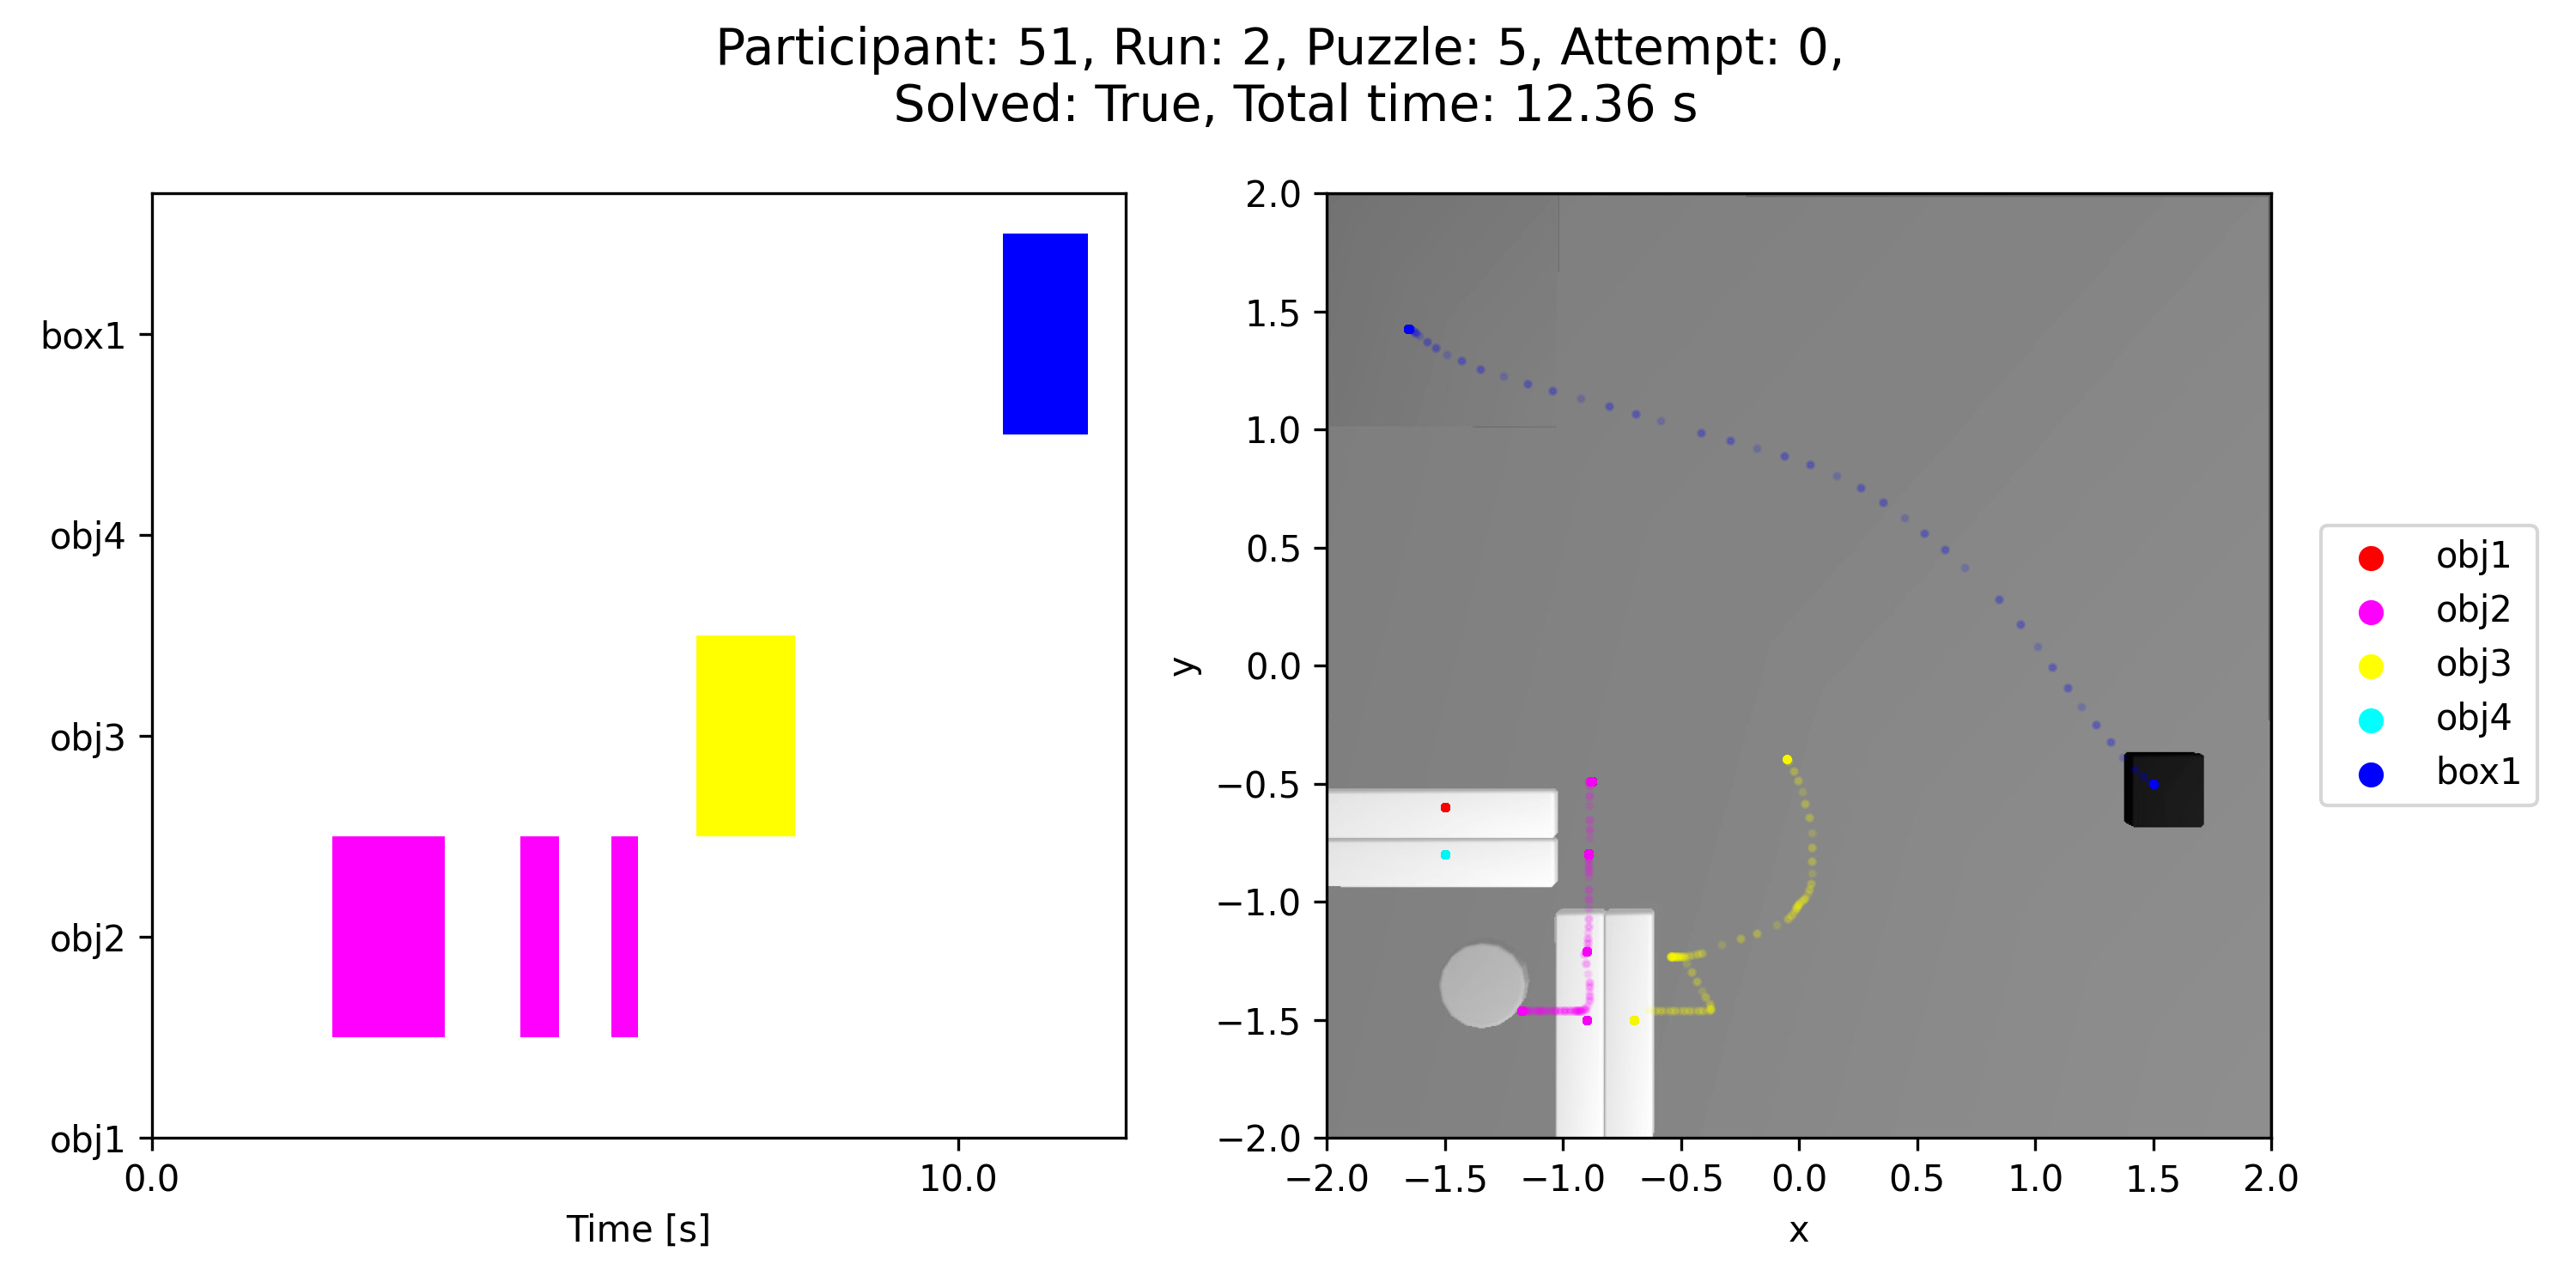 Participant: 51, Run: 2, Puzzle: 5, Attempt: 0,
Solved: True, Total time: 12.36 s
box1
obj4
obj3
obj2
obj1
0.0
10.0
Time [s]
2.0
1.5
1.0
0.5
0.0
−0.5
−1.0
−1.5
−2.0
y
−2.0
−1.5
−1.0
−0.5
0.0
0.5
1.0
1.5
2.0
x
obj1
obj2
obj3
obj4
box1